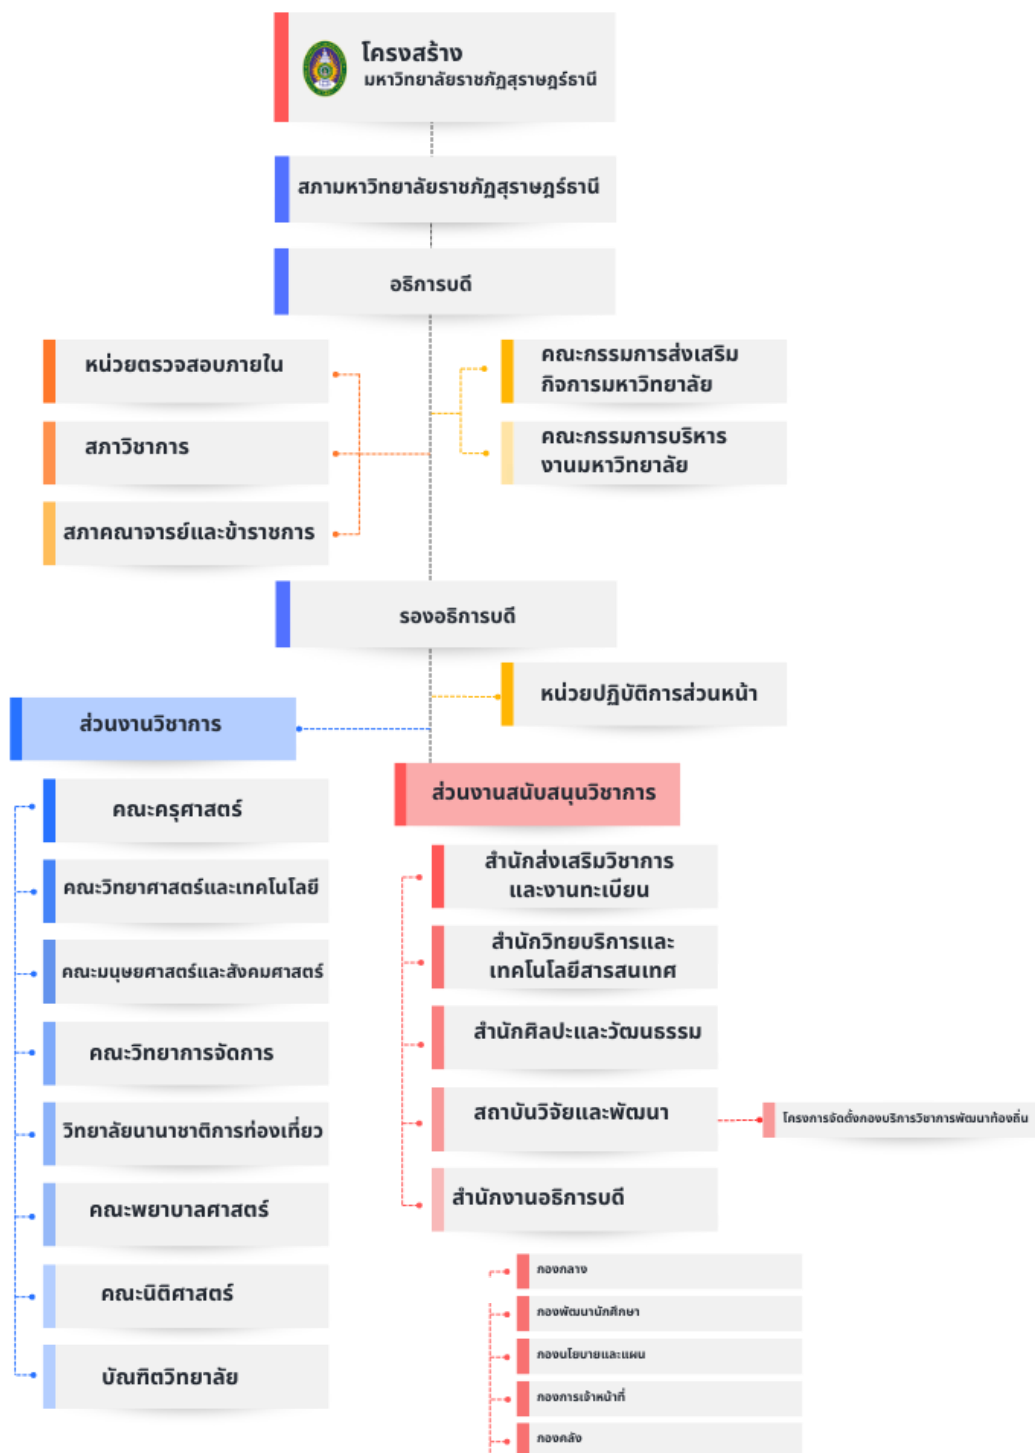 โครงสร้าง
มหาวิทยาลัยราชภัฏสุราษฎร์ธานี
สภามหาวิทยาลัยราชภัฏสุราษฎร์ธานี
อธิการบดี
หน่วยตรวจสอบภายใน
สภาวิชาการ
สภาคณาจารย์และข้าราชการ
คณะกรรมการส่งเสริม
กิจการมหาวิทยาลัย
คณะกรรมการบริหาร
งานมหาวิทยาลัย
รองอธิการบดี
หน่วยปฏิบัติการส่วนหน้า
ส่วนงานวิชาการ
คณะครุศาสตร์
คณะวิทยาศาสตร์และเทคโนโลยี
คณะมนุษยศาสตร์และสังคมศาสตร์
คณะวิทยาการจัดการ
วิทยาลัยนานาชาติการท่องเที่ยว
คณะพยาบาลศาสตร์
คณะนิติศาสตร์
บัณฑิตวิทยาลัย
ส่วนงานสนับสนุนวิชาการ
สำนักส่งเสริมวิชาการ
และงานทะเบียน
สำนักวิทยบริการและ
เทคโนโลยีสารสนเทศ
สำนักศิลปะและวัฒนธรรม
สถาบันวิจัยและพัฒนา
โครงการจัดตั้งกองบริการวิชาการพัฒนาท้องถิ่น
สำนักงานอธิการบดี
กองกลาง
กองพัฒนานักศึกษา
กองนโยบายและแผน
กองการเจ้าหน้าที่
กองคลัง